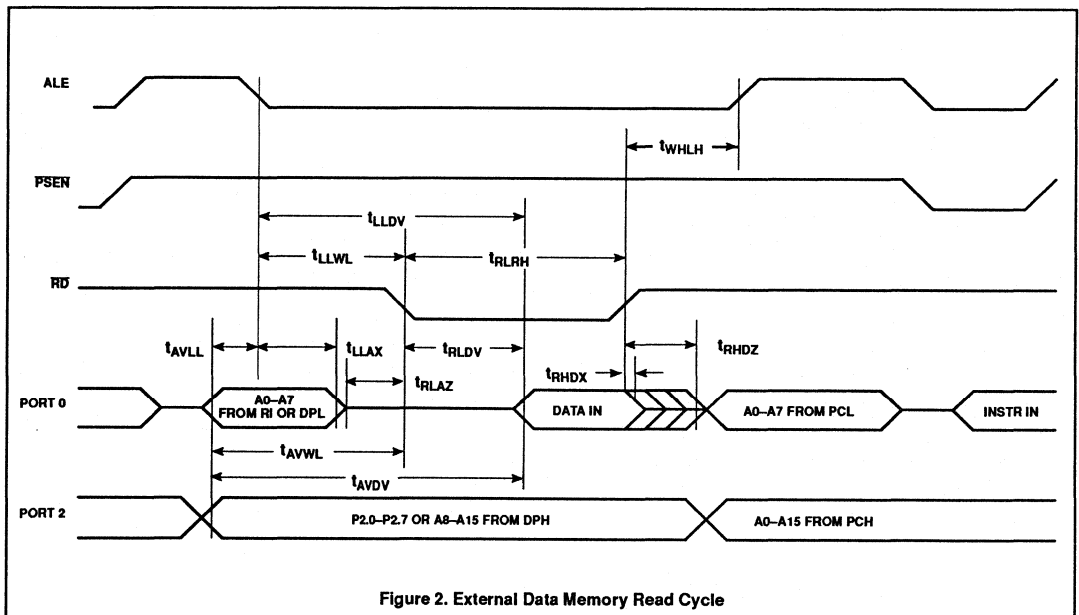 ALE
tWHLH
PSEN
tLLDV
tLLWL
tRLRH
RD
tAVLL
tLLAX
tRLDV
tRHDZ
tRLAZ
tRHDX
PORT 0
A0–A7
FROM RI OR DPL
DATA IN
A0–A7 FROM PCL
INSTR IN
tAVWL
tAVDV
PORT 2
P2.0–P2.7 OR A8–A15 FROM DPH
A0–A15 FROM PCH
Figure 2. External Data Memory Read Cycle